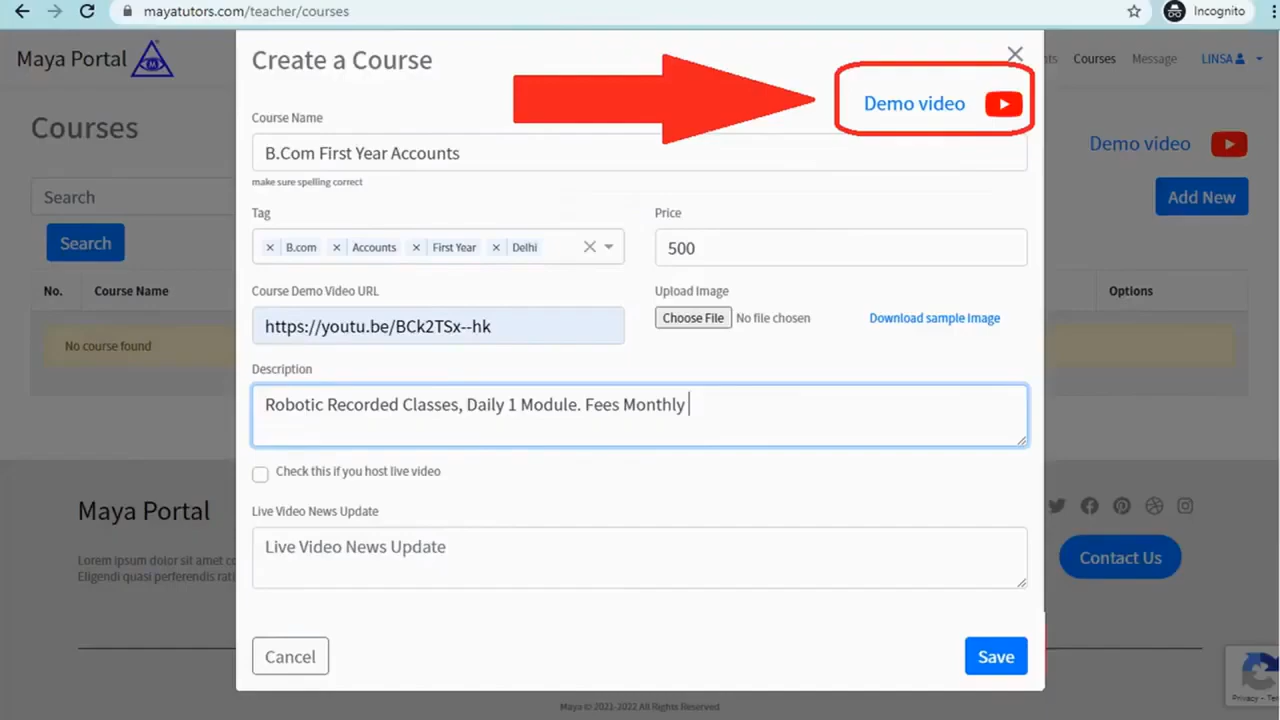 mayatutors.com/teacher/courses
Incognito
Maya Portal
Courses
Message
LINSA
Create a Course
Demo video
Courses
Course Name
B.Com First Year Accounts
make sure spelling correct
Demo video
Search
Add New
Search
Tag
Price
× B.com × Accounts × First Year × Delhi
500
No.
Course Name
Options
Course Demo Video URL
Upload Image
https://youtu.be/BCk2TSx--hk
Choose File No file chosen
Download sample Image
No course found
Description
Robotic Recorded Classes, Daily 1 Module. Fees Monthly
Check this if you host live video
Live Video News Update
Live Video News Update
Maya Portal
Lorem ipsum dolor sit amet
Eligendi quasi perferendis
Contact Us
Cancel
Save
Maya © 2021-2022 All Rights Reserved